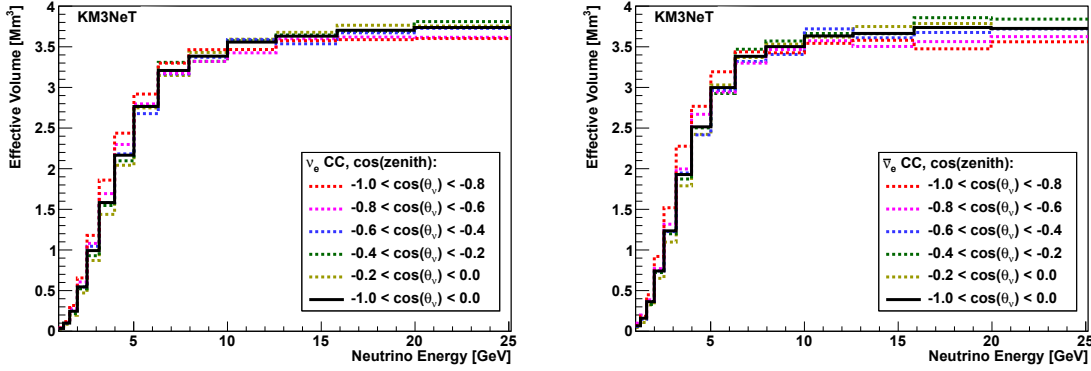 KM3NeT
Effective Volume [Mm³]
4
3.5
3
2.5
2
1.5
1
0.5
0
5
10
15
20
25
Neutrino Energy [GeV]
νe CC, cos(zenith):
-1.0 < cos(θν) < -0.8
-0.8 < cos(θν) < -0.6
-0.6 < cos(θν) < -0.4
-0.4 < cos(θν) < -0.2
-0.2 < cos(θν) < 0.0
-1.0 < cos(θν) < 0.0
KM3NeT
Effective Volume [Mm³]
4
3.5
3
2.5
2
1.5
1
0.5
0
5
10
15
20
25
Neutrino Energy [GeV]
ν̅e CC, cos(zenith):
-1.0 < cos(θν) < -0.8
-0.8 < cos(θν) < -0.6
-0.6 < cos(θν) < -0.4
-0.4 < cos(θν) < -0.2
-0.2 < cos(θν) < 0.0
-1.0 < cos(θν) < 0.0